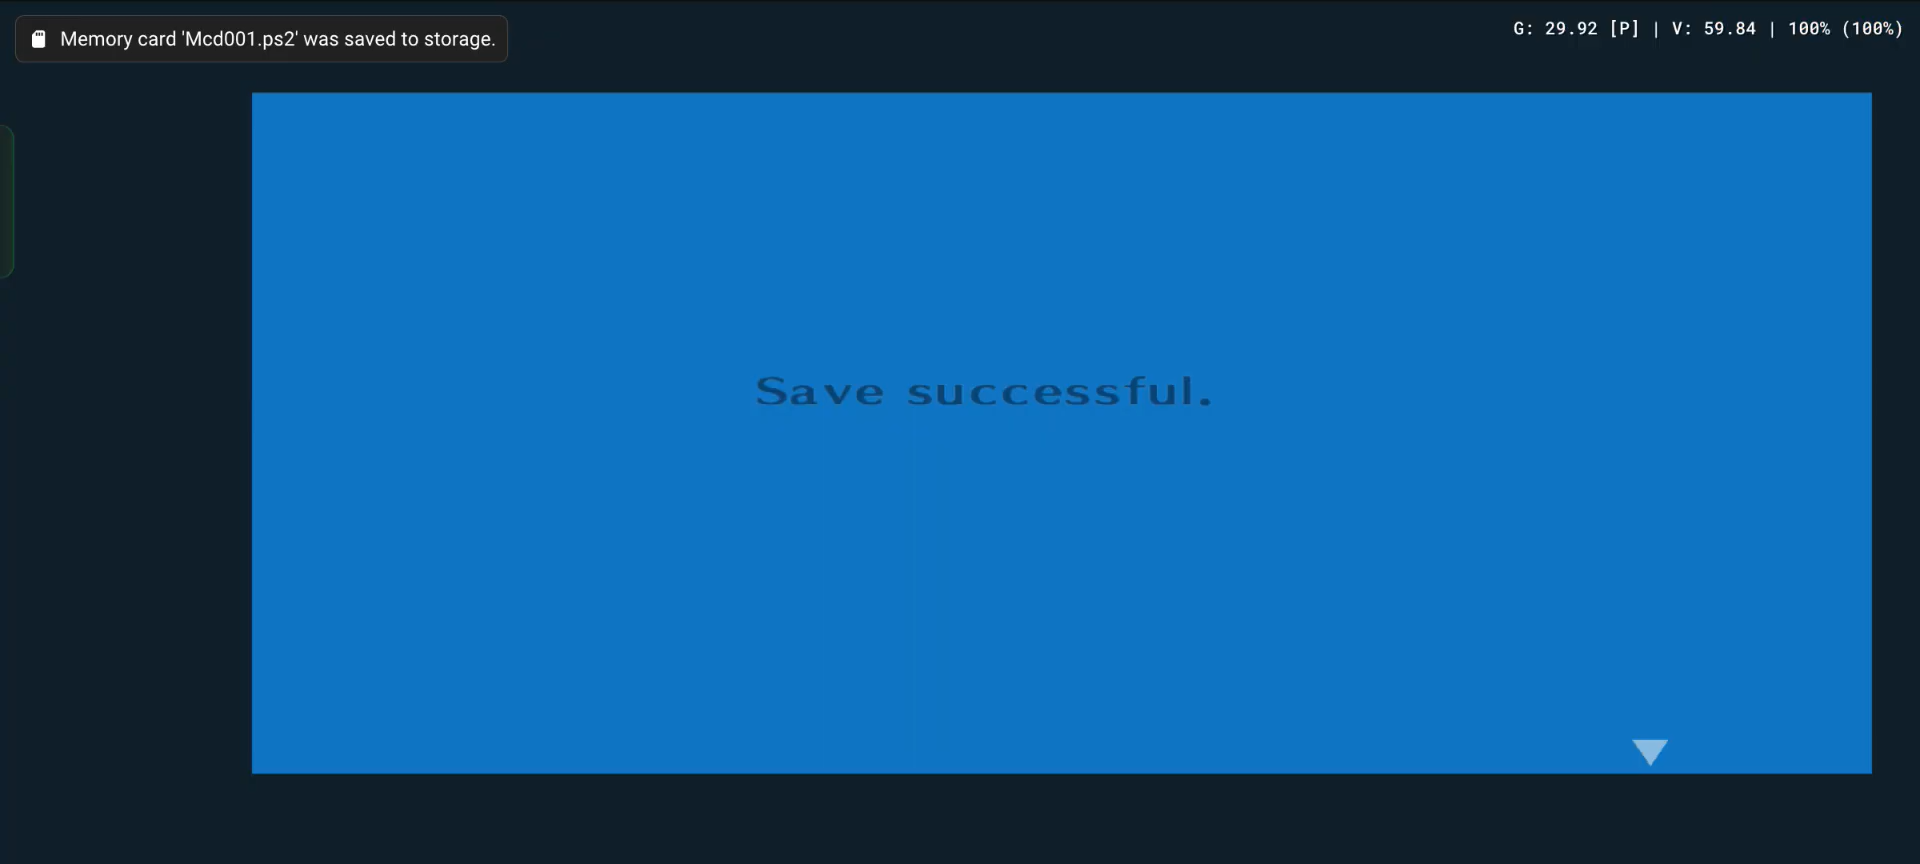 Memory card 'Mcd001.ps2' was saved to storage.
G: 29.92 [P] | V: 59.84 | 100% (100%)
Save successful.